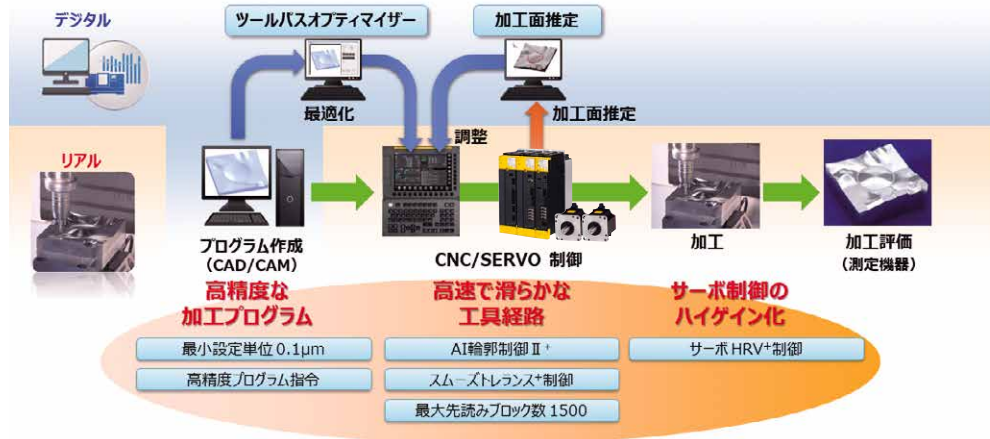 デジタル
ツールパスオプティマイザー
加工面推定
最適化
加工面推定
調整
リアル
プログラム作成
（CAD/CAM）
CNC/SERVO 制御
加工
加工評価
（測定機器）
高精度な
加工プログラム
高速で滑らかな
工具経路
サーボ制御の
ハイゲイン化
最小設定単位 0.1μm
高精度プログラム指令
AI輪郭制御Ⅱ⁺
スムーズトレランス⁺制御
最大先読みブロック数 1500
サーボ HRV⁺制御